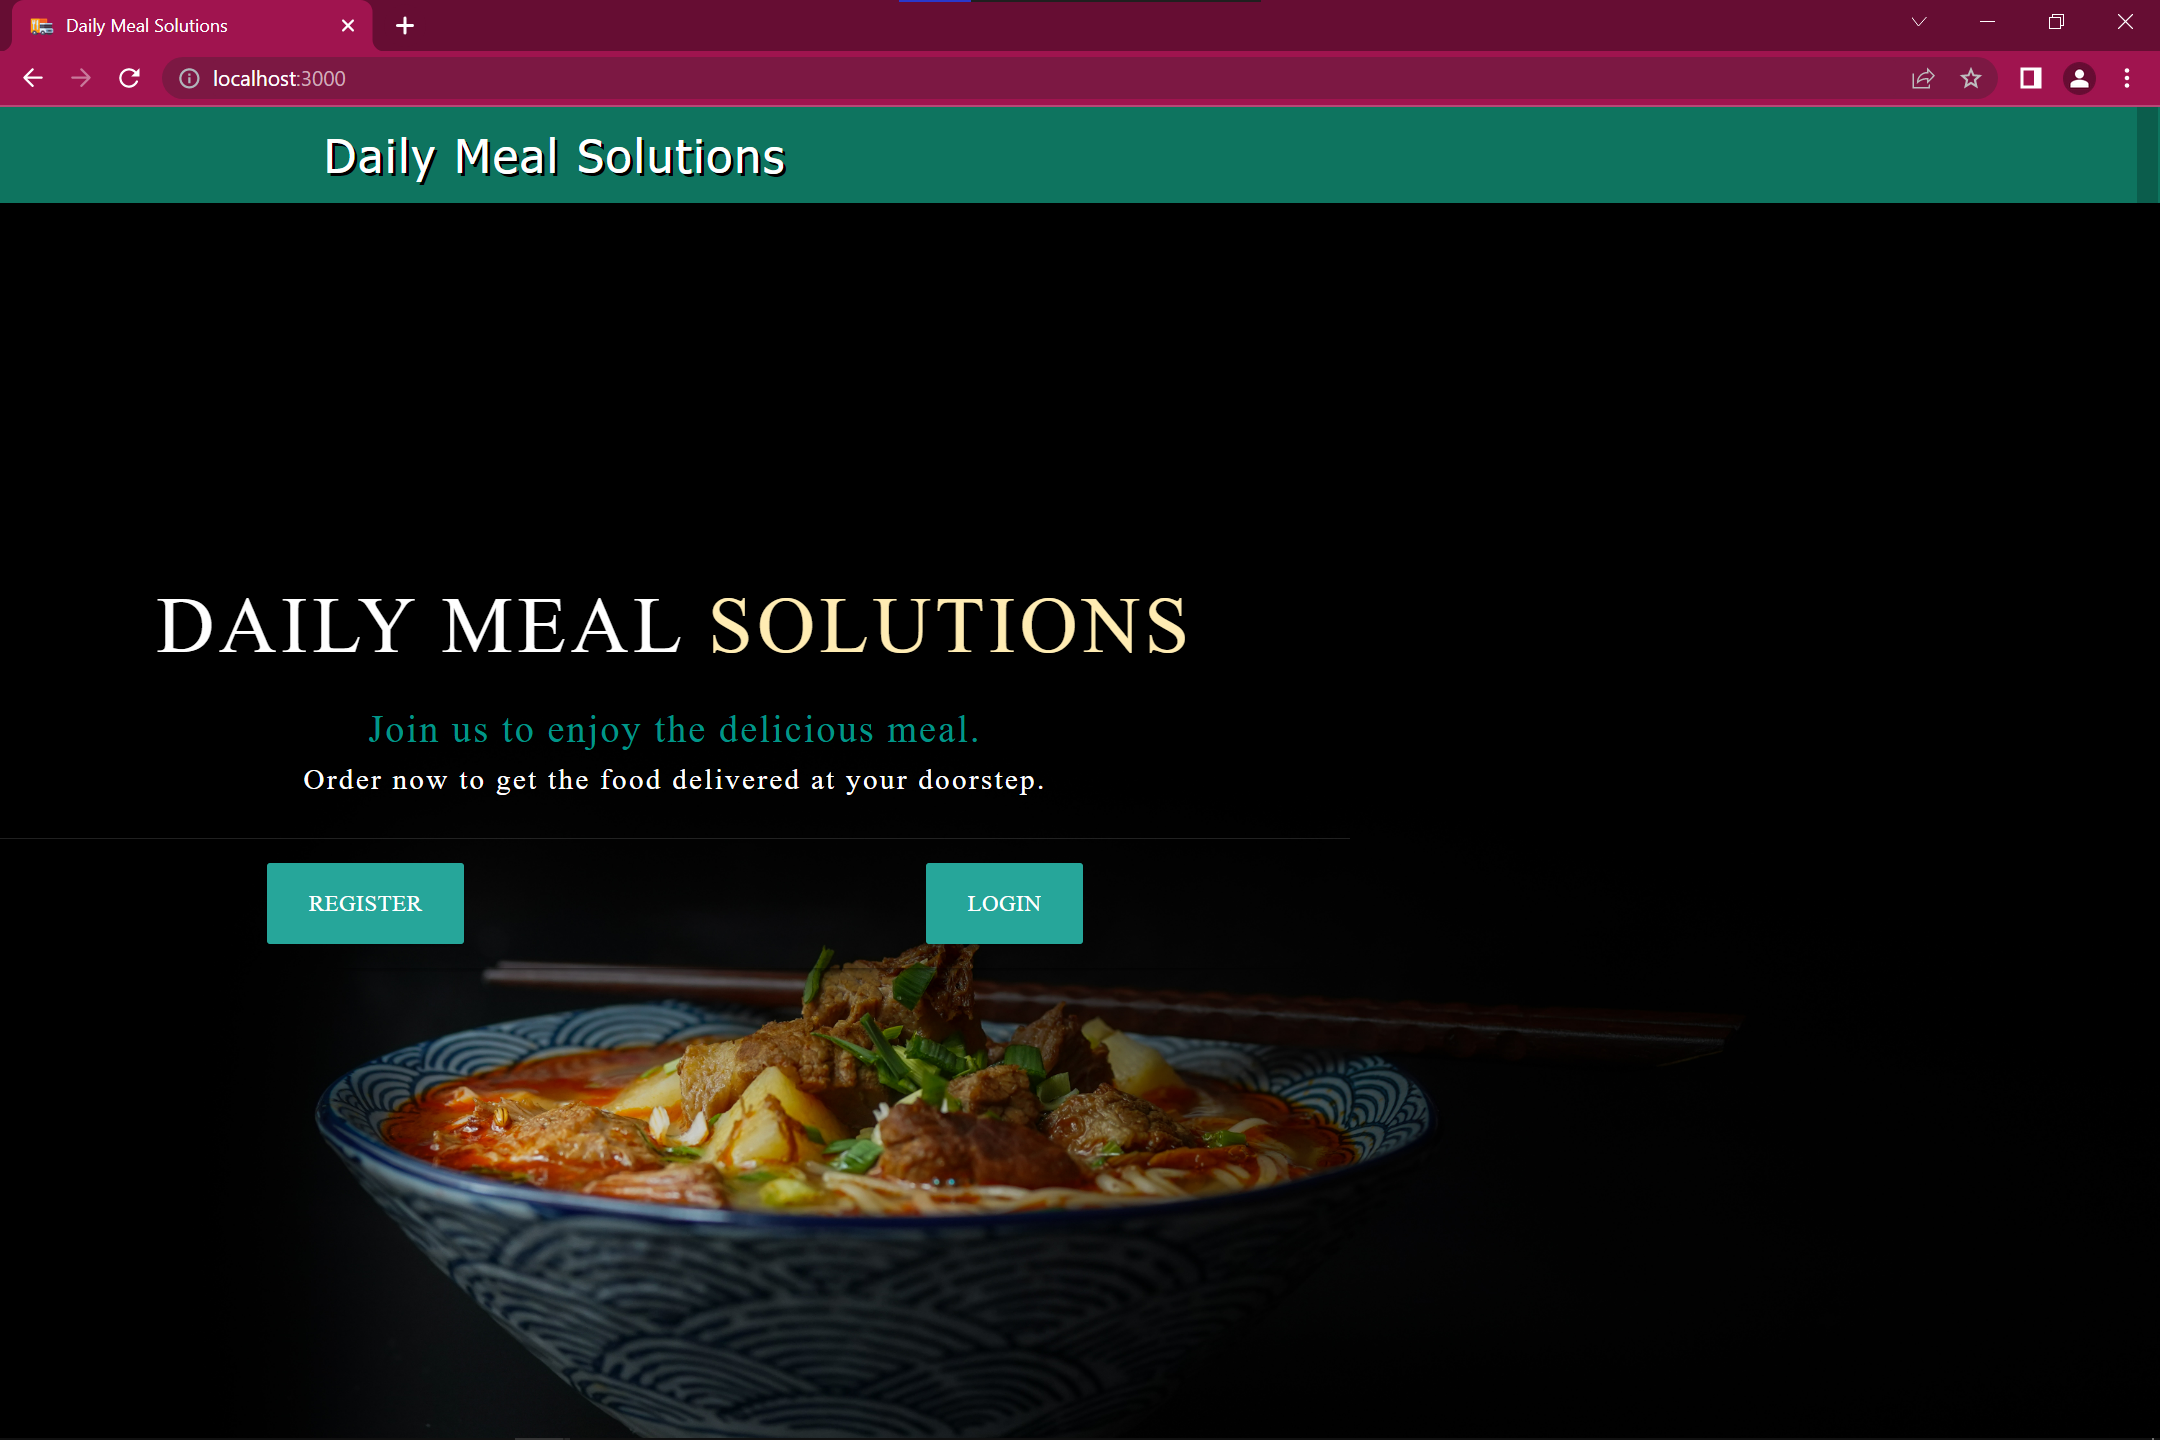 Daily Meal Solutions
localhost:3000
Daily Meal Solutions
DAILY MEAL SOLUTIONS
Join us to enjoy the delicious meal.
Order now to get the food delivered at your doorstep.
REGISTER LOGIN